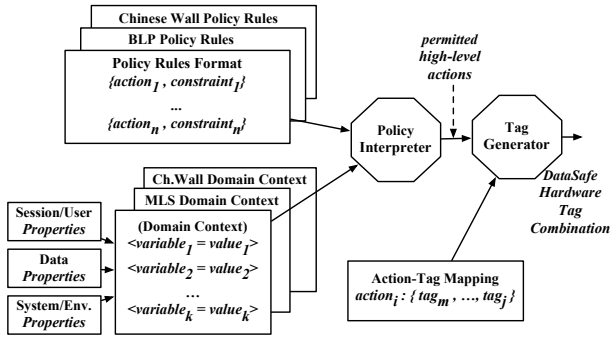 Chinese Wall Policy Rules
BLP Policy Rules
Policy Rules Format
{action1 , constraint1}
...
{actionn , constraintn}
permitted
high-level
actions
Policy
Interpreter
Tag
Generator
DataSafe
Hardware
Tag
Combination
Ch.Wall Domain Context
MLS Domain Context
(Domain Context)
<variable1 = value1>
<variable2 = value2>
...
<variablek = valuek>
Session/User
Properties
Data
Properties
System/Env.
Properties
Action-Tag Mapping
actioni : { tagm , ..., tagj }